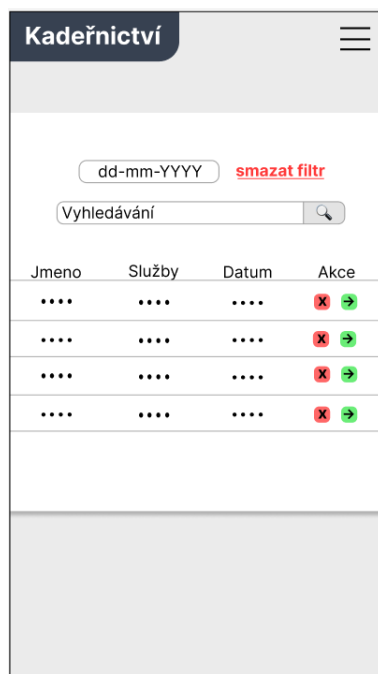 Kadeřnictví
dd-mm-YYYY smazat filtr
Vyhledávání
Jmeno Služby Datum Akce
•••• •••• •••• X →
•••• •••• •••• X →
•••• •••• •••• X →
•••• •••• •••• X →